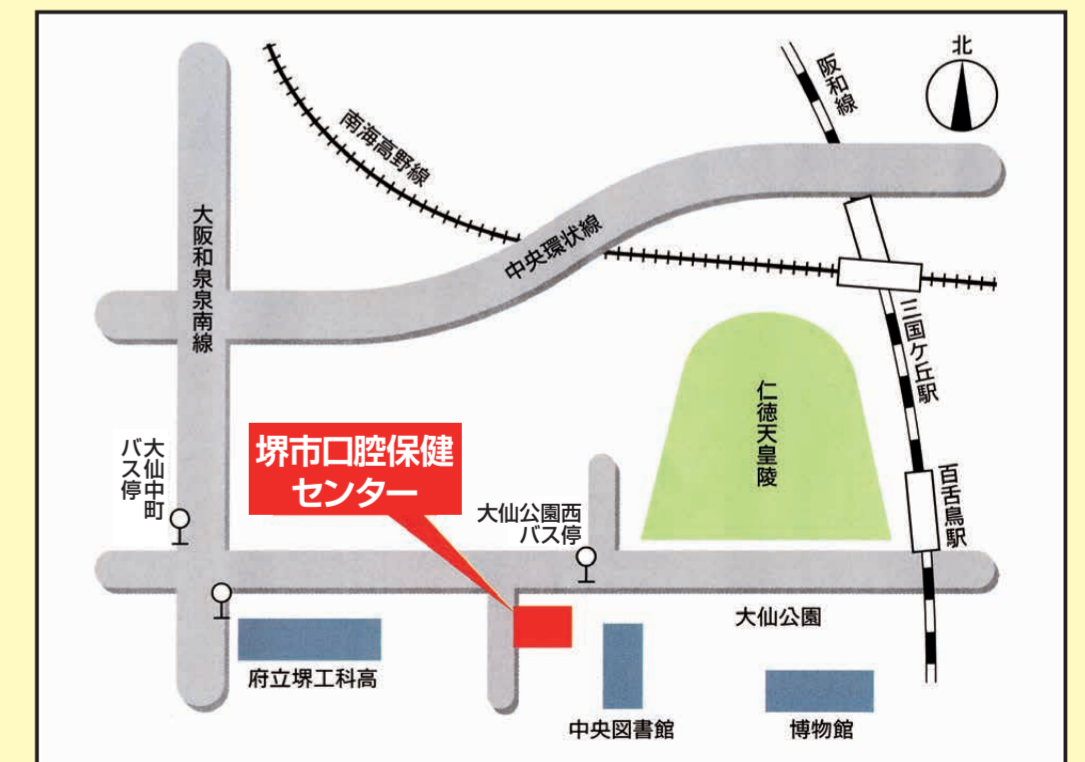 北
阪和線
南海高野線
中央環状線
大阪和泉泉南線
三国ケ丘駅
仁徳天皇陵
大仙中町
バス停
堺市口腔保健
センター
大仙公園西
バス停
百舌鳥駅
大仙公園
府立堺工科高
中央図書館
博物館